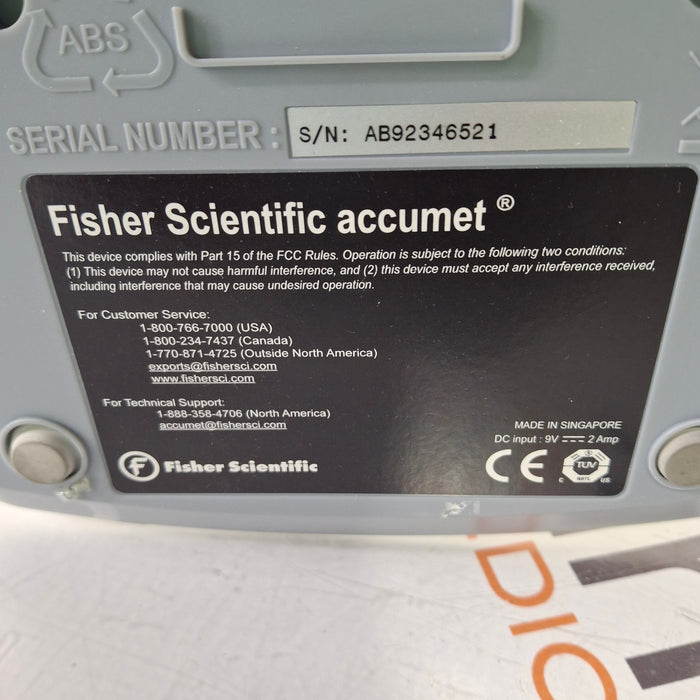 ABS
SERIAL NUMBER :
S/N: AB92346521
Fisher Scientific accumet ®
This device complies with Part 15 of the FCC Rules. Operation is subject to the following two conditions:
(1) This device may not cause harmful interference, and (2) this device must accept any interference received,
including interference that may cause undesired operation.
For Customer Service:
1-800-766-7000 (USA)
1-800-234-7437 (Canada)
1-770-871-4725 (Outside North America)
exports@fishersci.com
www.fishersci.com
For Technical Support:
1-888-358-4706 (North America)
accumet@fishersci.com
MADE IN SINGAPORE
DC input : 9V 2 Amp
Fisher Scientific
CE
TUV
C NRTL US
DIO